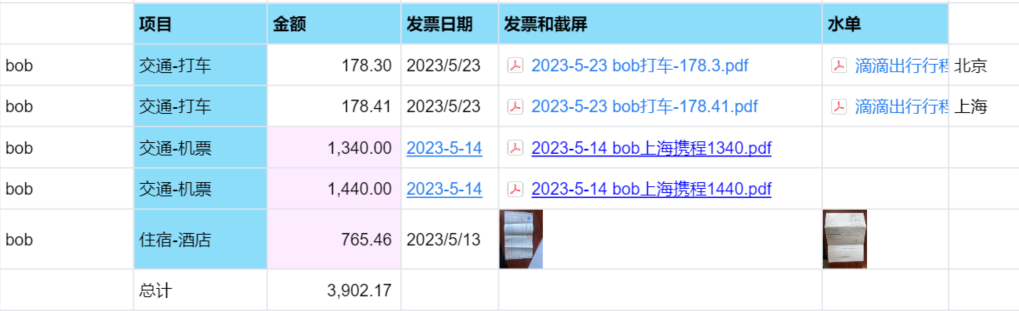 项目 金额 发票日期 发票和截屏 水单
bob 交通-打车 178.30 2023/5/23 2023-5-23 bob打车-178.3.pdf 滴滴出行行程 北京
bob 交通-打车 178.41 2023/5/23 2023-5-23 bob打车-178.41.pdf 滴滴出行行程 上海
bob 交通-机票 1,340.00 2023-5-14 2023-5-14 bob上海携程1340.pdf
bob 交通-机票 1,440.00 2023-5-14 2023-5-14 bob上海携程1440.pdf
bob 住宿-酒店 765.46 2023/5/13
总计 3,902.17